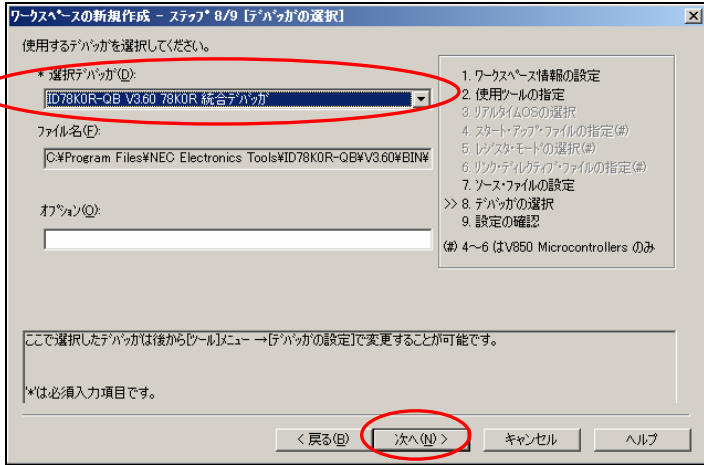 ワークスペースの新規作成 - ステップ 8/9 [デバッガの選択]
使用するデバッガを選択してください。
* 選択デバッガ(D):
ID78K0R-QB V3.60 78K0R 統合デバッガ
ファイル名(F):
C:¥Program Files¥NEC Electronics Tools¥ID78K0R-QB¥V3.60¥BIN¥
オプション(O):
1. ワークスペース情報の設定
2. 使用ツールの指定
3. リアルタイムOSの選択
4. スタート・アップ・ファイルの指定(#)
5. レジスタ・モードの選択(#)
6. リンク・ディレクティブ・ファイルの指定(#)
7. ソース・ファイルの設定
>> 8. デバッガの選択
9. 設定の確認
(#) 4～6 はV850 Microcontrollers のみ
ここで選択したデバッガは後から[ツール]メニュー →[デバッガの設定]で変更することが可能です。
'*'は必須入力項目です。
< 戻る(B)
次へ(N) >
キャンセル
ヘルプ